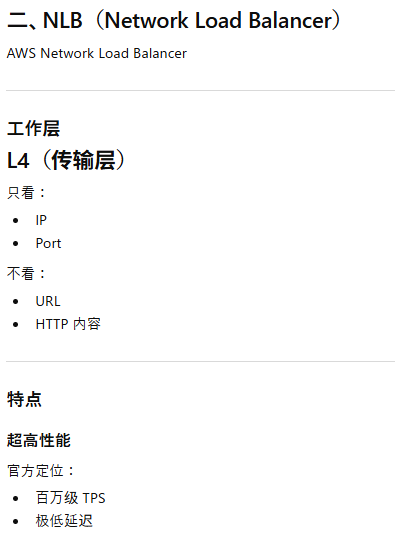 二、NLB（Network Load Balancer）
AWS Network Load Balancer
工作层
L4（传输层）
只看：
• IP
• Port
不看：
• URL
• HTTP 内容
特点
超高性能
官方定位：
• 百万级 TPS
• 极低延迟